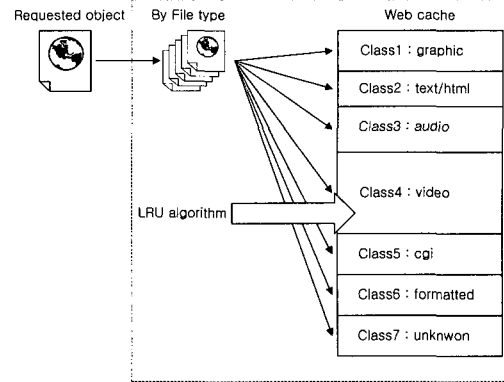 Requested object
By File type
Web cache
Class1 : graphic
Class2 : text/html
Class3 : audio
Class4 : video
LRU algorithm
Class5 : cgi
Class6 : formatted
Class7 : unknwon